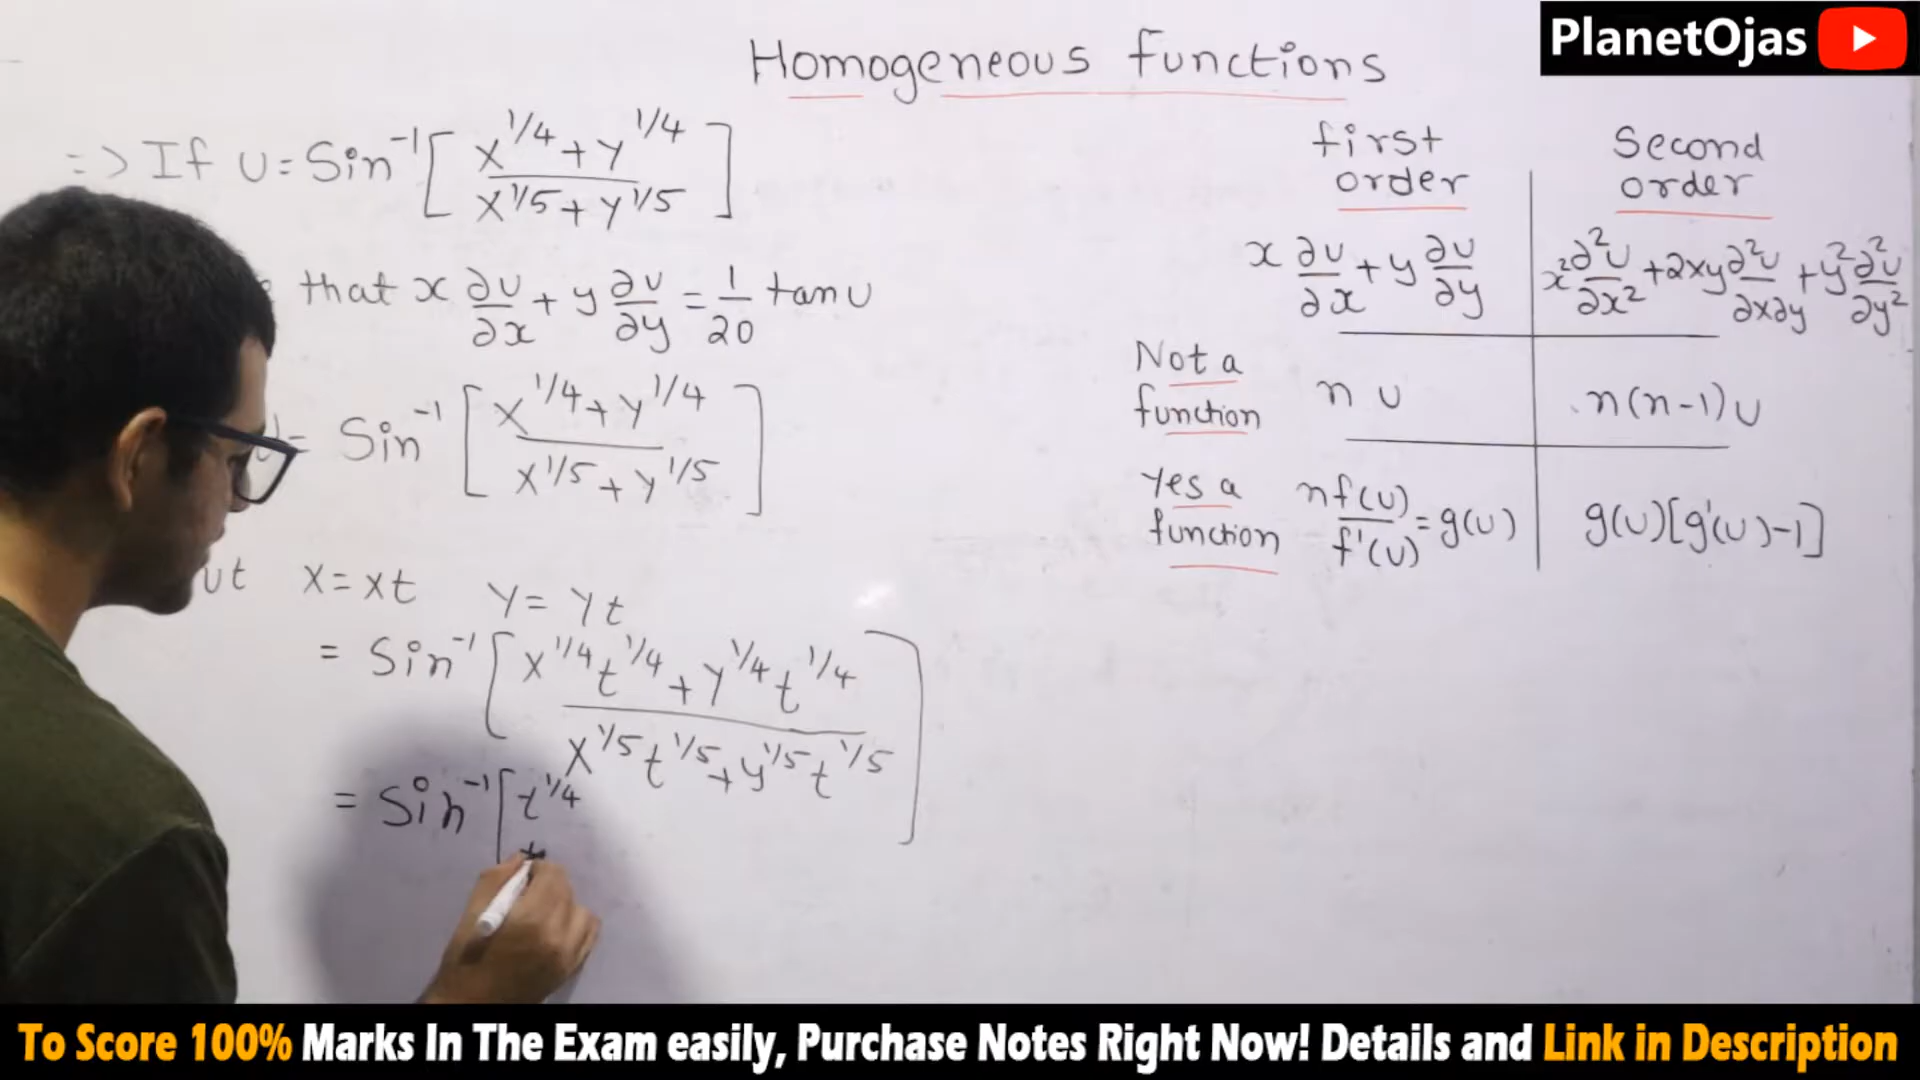 PlanetOjas
Homogeneous functions
=> If u = Sin⁻¹ [ x^1/4 + y^1/4 / x^1/5 + y^1/5 ]
that x ∂u/∂x + y ∂u/∂y = 1/20 tan u
= Sin⁻¹ [ x^1/4 + y^1/4 / x^1/5 + y^1/5 ]
ut x = xt y = yt
= Sin⁻¹ [ x^1/4 t^1/4 + y^1/4 t^1/4 / x^1/5 t^1/5 + y^1/5 t^1/5 ]
= Sin⁻¹ [ t^1/4
first order
Second order
x ∂u/∂x + y ∂u/∂y
x² ∂²u/∂x² + 2xy ∂²u/∂x∂y + y² ∂²u/∂y²
Not a function
n u
n(n-1)u
Yes a function
n f(u) / f'(u) = g(u)
g(u)[g'(u)-1]
To Score 100% Marks In The Exam easily, Purchase Notes Right Now! Details and Link in Description